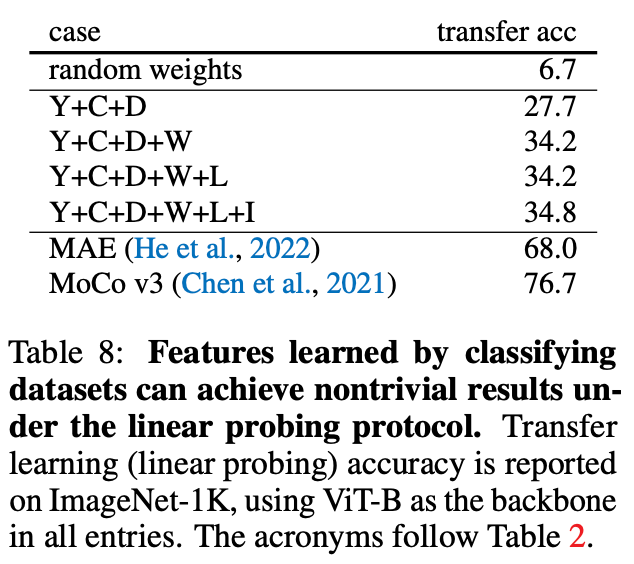 case transfer acc
random weights 6.7
Y+C+D 27.7
Y+C+D+W 34.2
Y+C+D+W+L 34.2
Y+C+D+W+L+I 34.8
MAE (He et al., 2022) 68.0
MoCo v3 (Chen et al., 2021) 76.7
Table 8: Features learned by classifying
datasets can achieve nontrivial results un-
der the linear probing protocol. Transfer
learning (linear probing) accuracy is reported
on ImageNet-1K, using ViT-B as the backbone
in all entries. The acronyms follow Table 2.